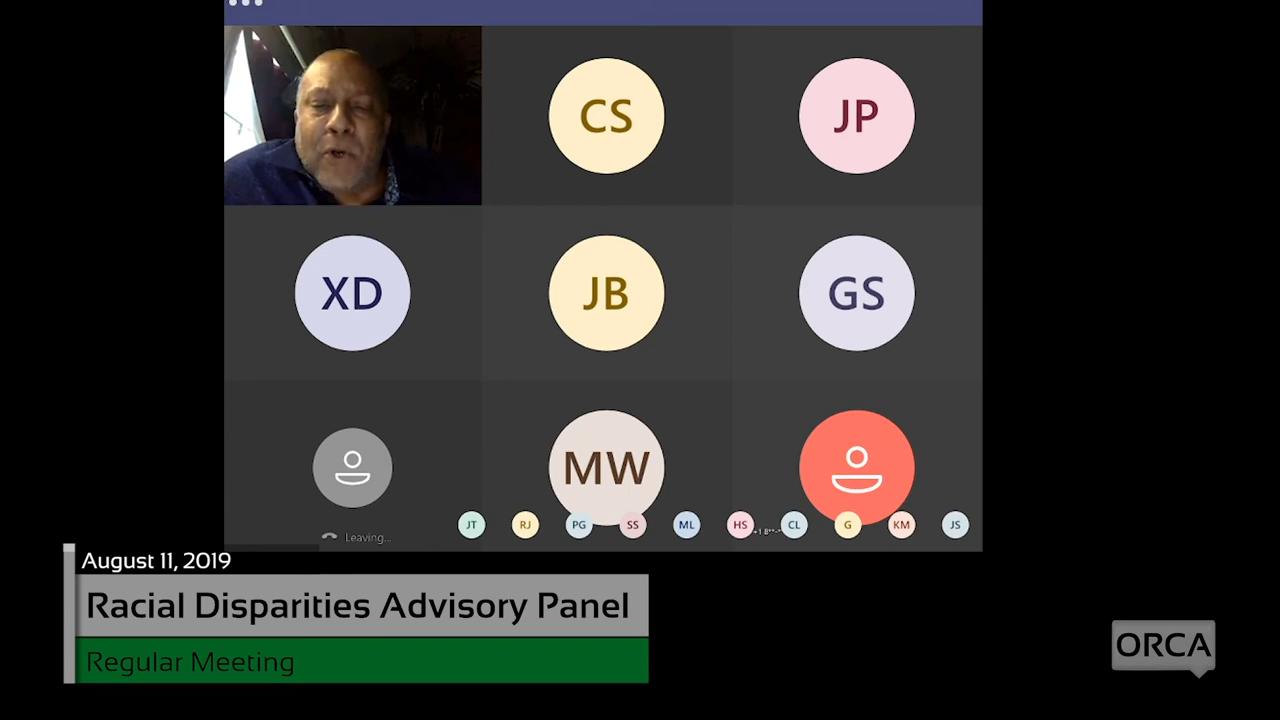 CS
JP
XD
JB
GS
MW
Leaving...
JT
RJ
PG
SS
ML
HS
CL
G
KM
JS
August 11, 2019
Racial Disparities Advisory Panel
Regular Meeting
ORCA